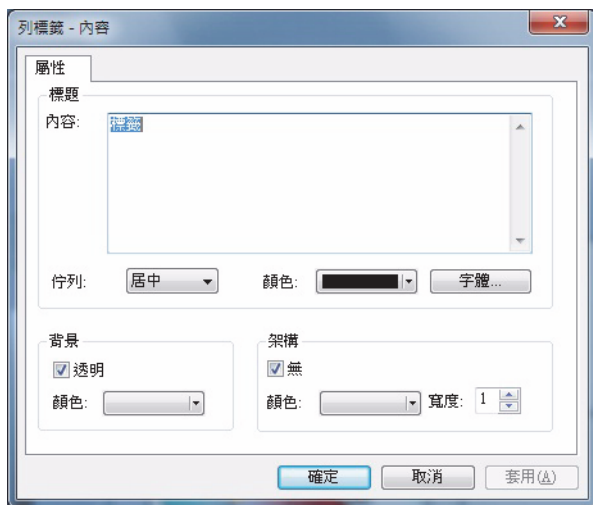 列標籤 - 內容
屬性
標題
內容:
佇列: 居中 顏色: 字體...
背景
透明
顏色:
架構
無
顏色: 寬度: 1
確定 取消 套用(A)